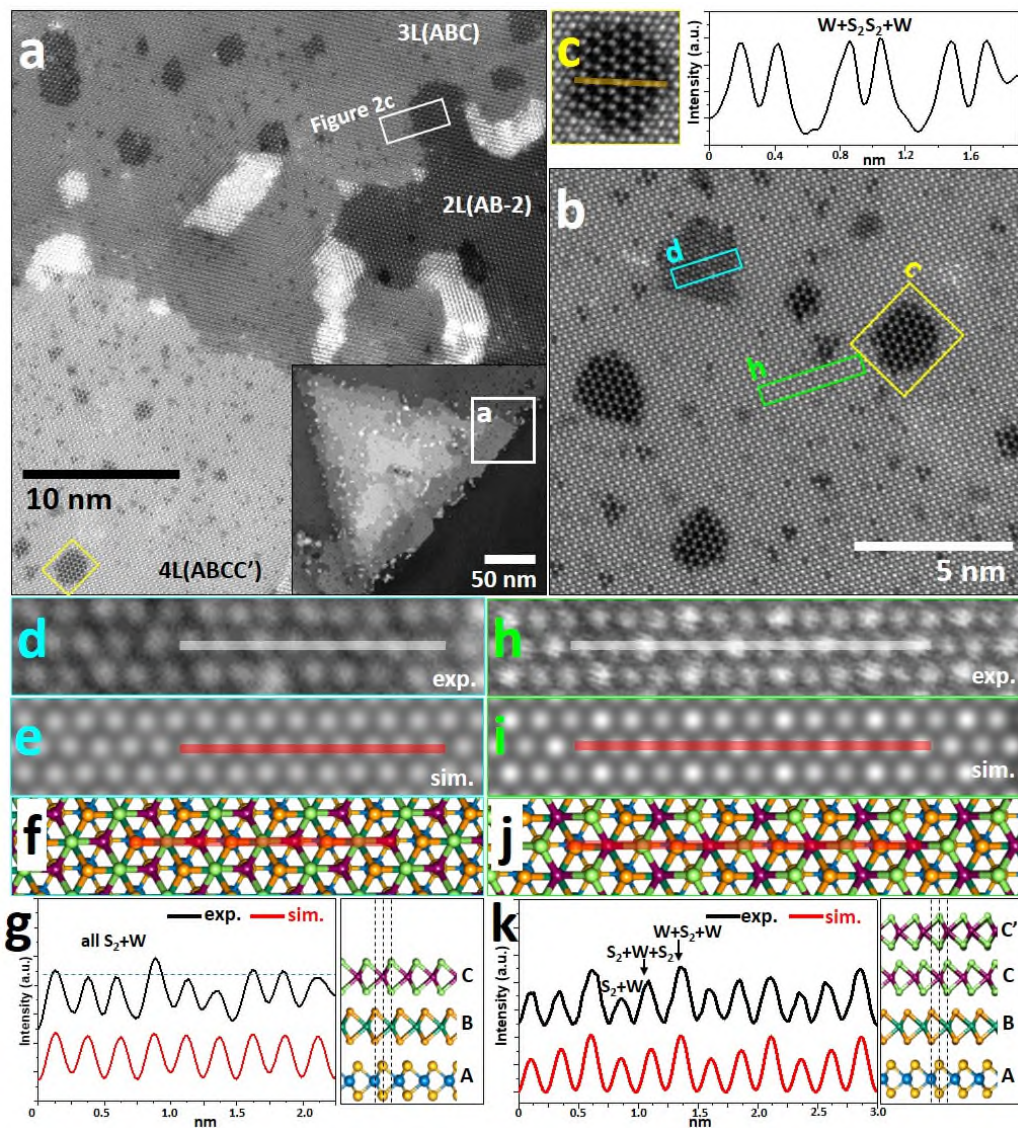 a
3L(ABC)
Figure 2c
2L(AB-2)
10 nm
4L(ABCC’)
a
50 nm
c
Intensity (a.u.)
W+S₂S₂+W
0 0.4 0.8 1.2 1.6
nm
b
d
c
h
5 nm
d
exp.
h
exp.
e
sim.
i
sim.
f
j
g
Intensity (a.u.)
exp. sim.
all S₂+W
0 0.5 1.0 1.5 2.0
nm
C
B
A
k
Intensity (a.u.)
exp. sim.
W+S₂+W
S₂+W+S₂
S₂+W
0 0.5 1.0 1.5 2.0 2.5 3.0
nm
C’
C
B
A